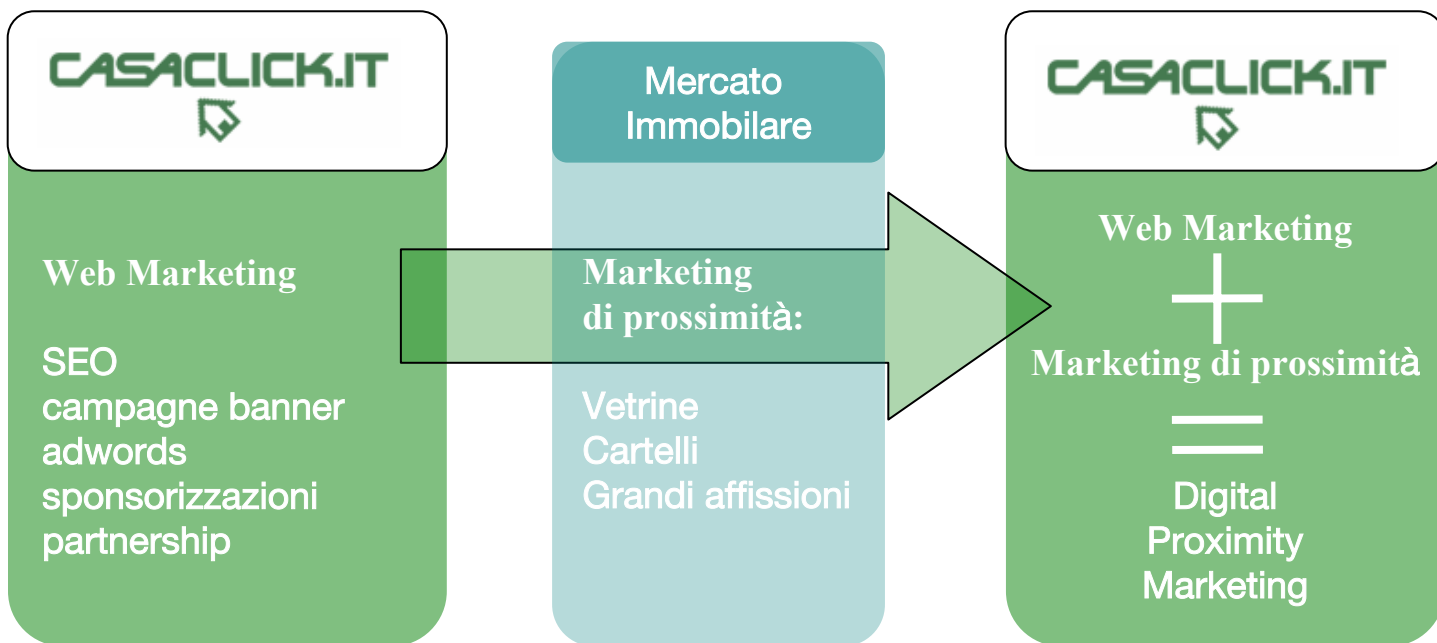 CASACLICK.IT
Web Marketing
SEO
campagne banner
adwords
sponsorizzazioni
partnership
Mercato
Immobilare
Marketing
di prossimità:
Vetrine
Cartelli
Grandi affissioni
CASACLICK.IT
Web Marketing
+
Marketing di prossimità
=
Digital
Proximity
Marketing